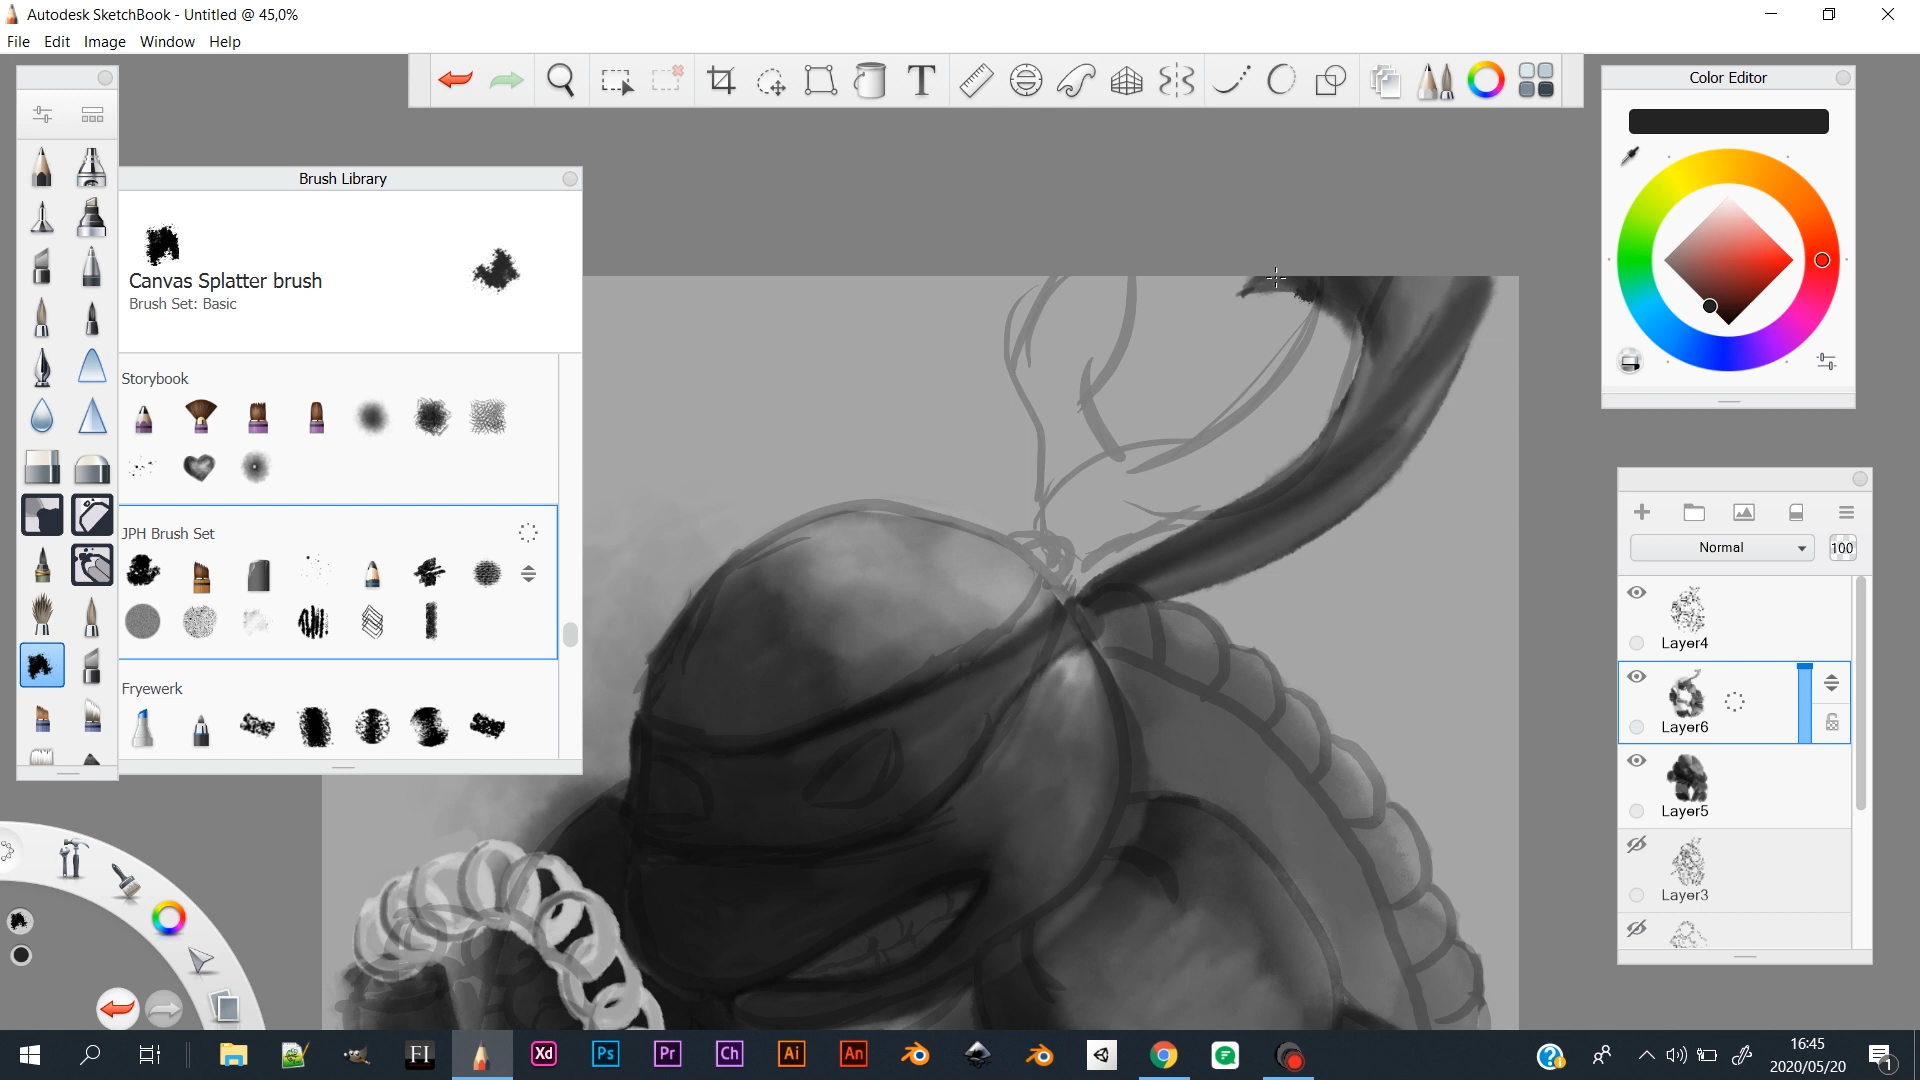 Autodesk SketchBook - Untitled @ 45,0%
File Edit Image Window Help
T
Color Editor
Brush Library
Canvas Splatter brush
Brush Set: Basic
Storybook
JPH Brush Set
Fryewerk
Normal 100
Layer4
Layer6
Layer5
Layer3
FI Xd Ps Pr Ch Ai An
16:45
2020/05/20
1